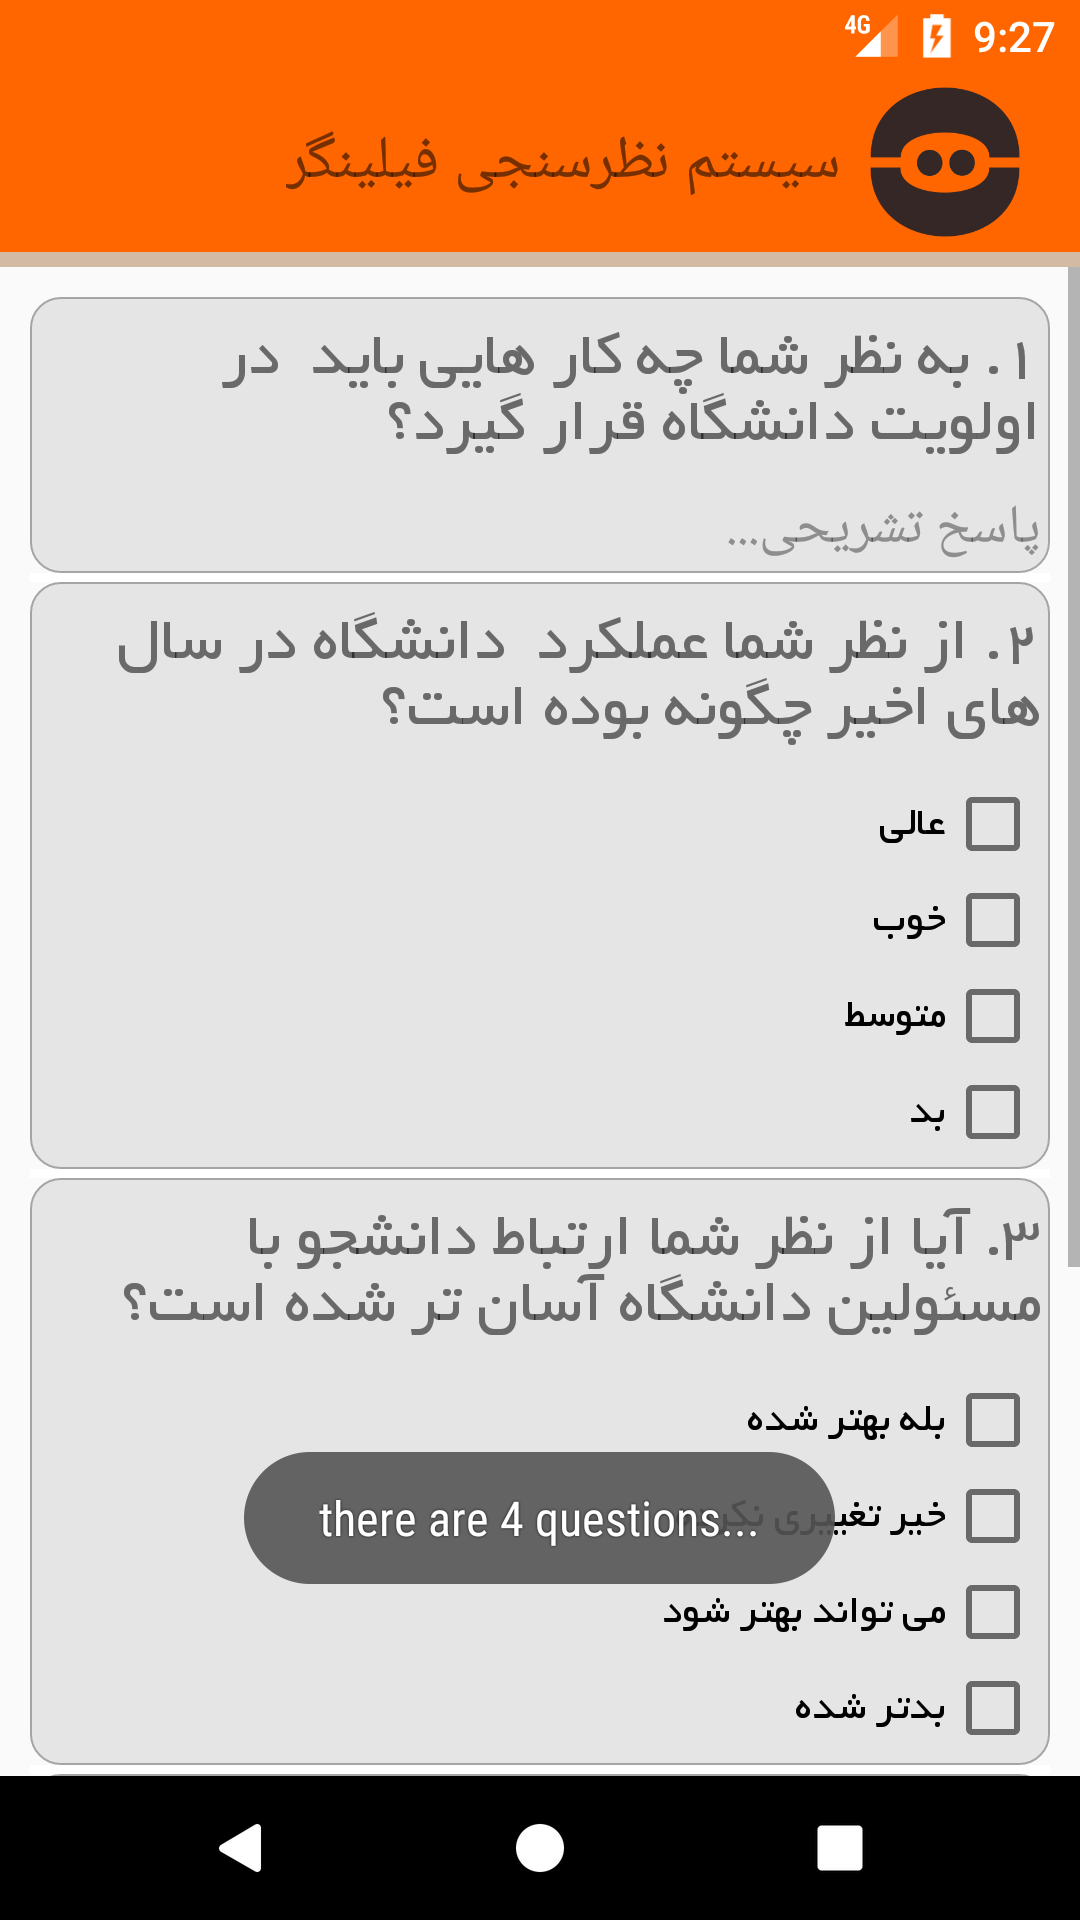 4G 9:27
سیستم نظرسنجی فیلینگر
۱. به نظر شما چه کار هایی باید در
اولویت دانشگاه قرار گیرد؟
پاسخ تشریحی...
۲. از نظر شما عملکرد دانشگاه در سال
های اخیر چگونه بوده است؟
عالی
خوب
متوسط
بد
۳. آیا از نظر شما ارتباط دانشجو با
مسئولین دانشگاه آسان تر شده است؟
بله بهتر شده
خیر تغییری
there are 4 questions...
می تواند بهتر شود
بدتر شده